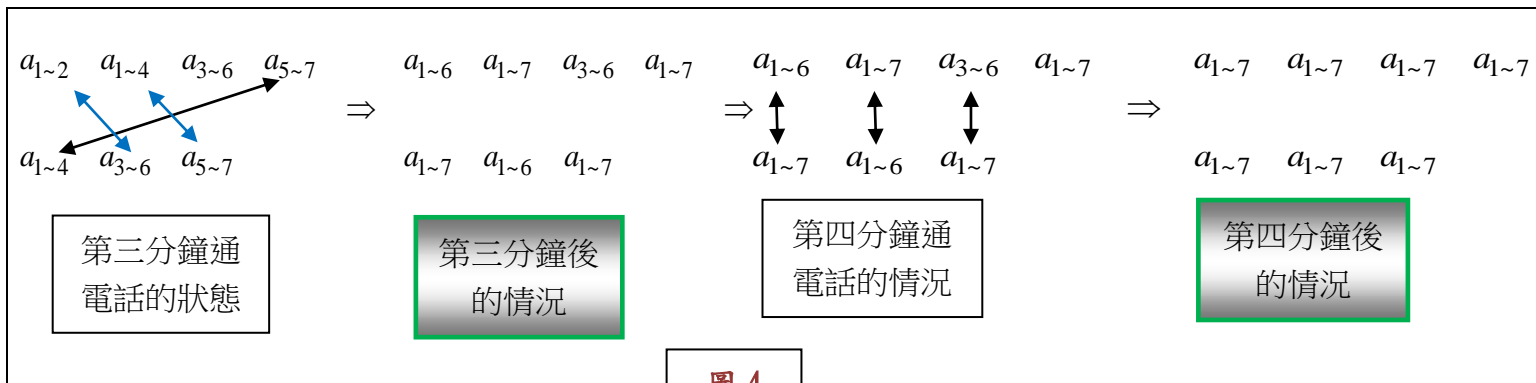 a1~2 a1~4 a3~6 a5~7 ⇒ a1~6 a1~7 a3~6 a1~7 ⇒ a1~6 a1~7 a3~6 a1~7 ⇒ a1~7 a1~7 a1~7 a1~7
a1~4 a3~6 a5~7 a1~7 a1~6 a1~7 a1~7 a1~6 a1~7 a1~7 a1~7 a1~7
第三分鐘通
電話的狀態
第三分鐘後
的情況
第四分鐘通
電話的情況
第四分鐘後
的情況
圖 4